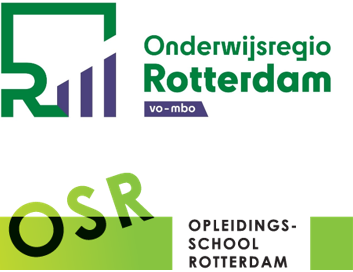 R
Onderwijsregio
Rotterdam
vo-mbo
OSR
OPLEIDINGS-
SCHOOL
ROTTERDAM